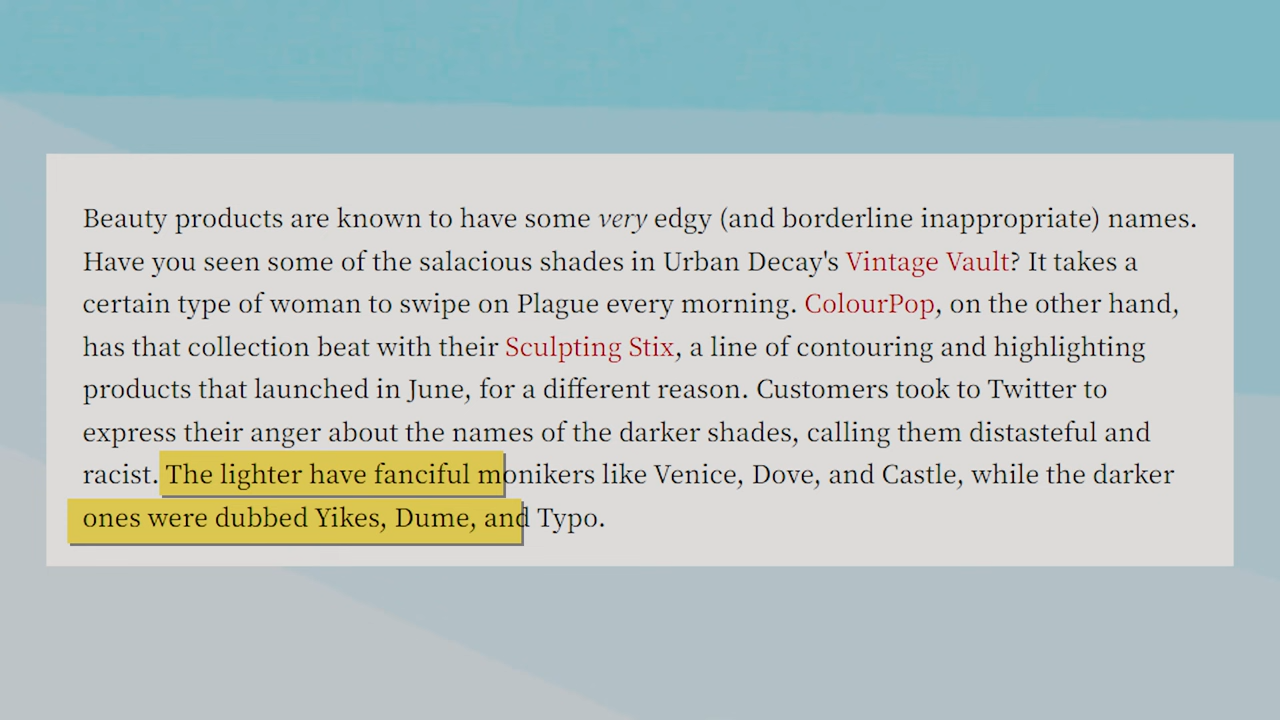 Beauty products are known to have some very edgy (and borderline inappropriate) names.
Have you seen some of the salacious shades in Urban Decay's Vintage Vault? It takes a
certain type of woman to swipe on Plague every morning. ColourPop, on the other hand,
has that collection beat with their Sculpting Stix, a line of contouring and highlighting
products that launched in June, for a different reason. Customers took to Twitter to
express their anger about the names of the darker shades, calling them distasteful and
racist. The lighter have fanciful monikers like Venice, Dove, and Castle, while the darker
ones were dubbed Yikes, Dume, and Typo.